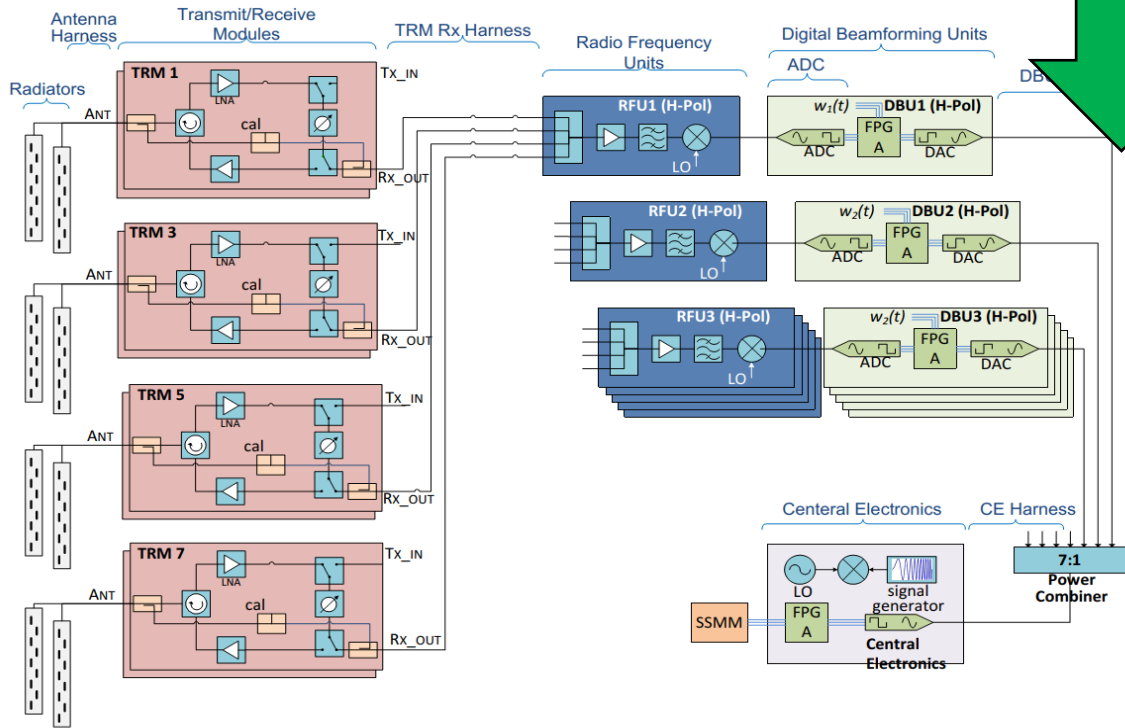 Antenna
Harness
Transmit/Receive
Modules
TRM Rx Harness
Radio Frequency
Units
Digital Beamforming Units
ADC
Radiators
TRM 1
ANT
LNA
cal
TX_IN
RX_OUT
TRM 3
ANT
LNA
cal
TX_IN
RX_OUT
TRM 5
ANT
LNA
cal
TX_IN
RX_OUT
TRM 7
ANT
LNA
cal
TX_IN
RX_OUT
RFU1 (H-Pol)
LO
w1(t)
DBU1 (H-Pol)
FPG
A
ADC
DAC
RFU2 (H-Pol)
LO
w2(t)
DBU2 (H-Pol)
FPG
A
ADC
DAC
RFU3 (H-Pol)
LO
w2(t)
DBU3 (H-Pol)
FPG
A
ADC
DAC
Centeral Electronics
CE Harness
LO
signal
generator
SSMM
FPG
A
Central
Electronics
7:1
Power
Combiner